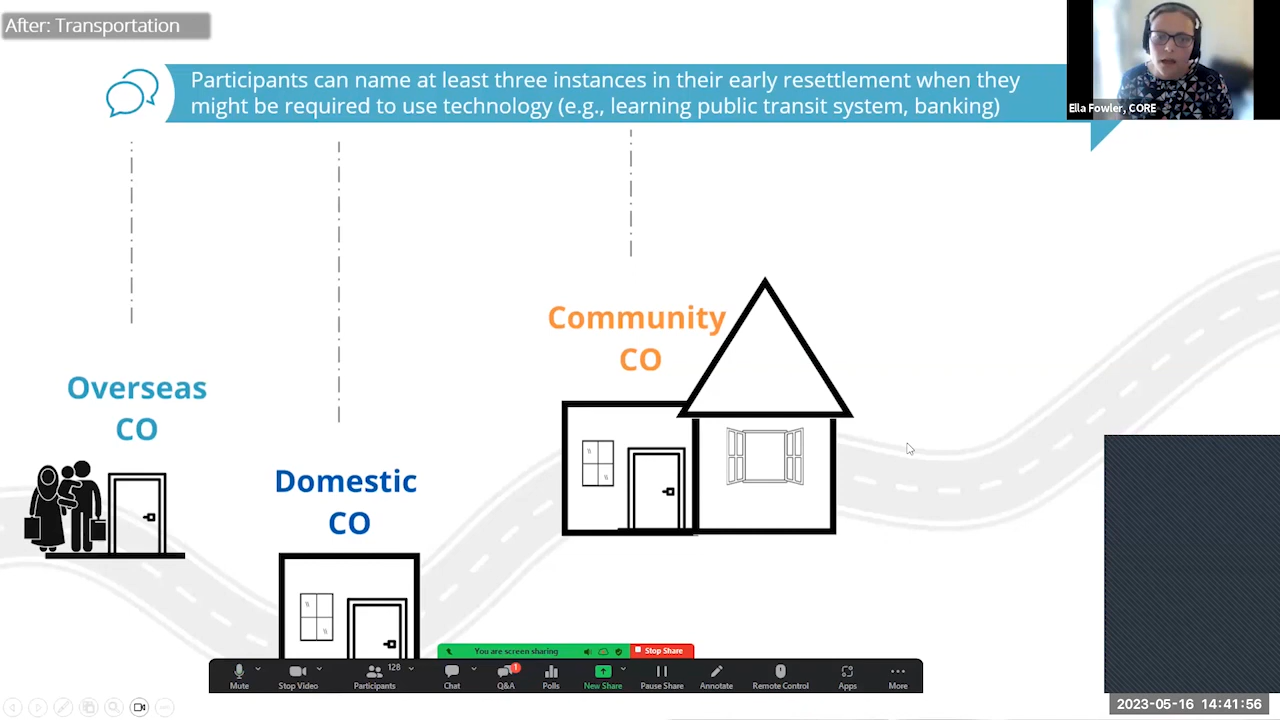 After: Transportation
Participants can name at least three instances in their early resettlement when they
might be required to use technology (e.g., learning public transit system, banking)
Ella Fowler, CORE
Overseas
CO
Domestic
CO
Community
CO
You are screen sharing
Stop Share
Mute
Stop Video
Participants
128
Chat
Q&A
1
Polls
New Share
Pause Share
Annotate
Remote Control
Apps
More
2023-05-16 14:41:56